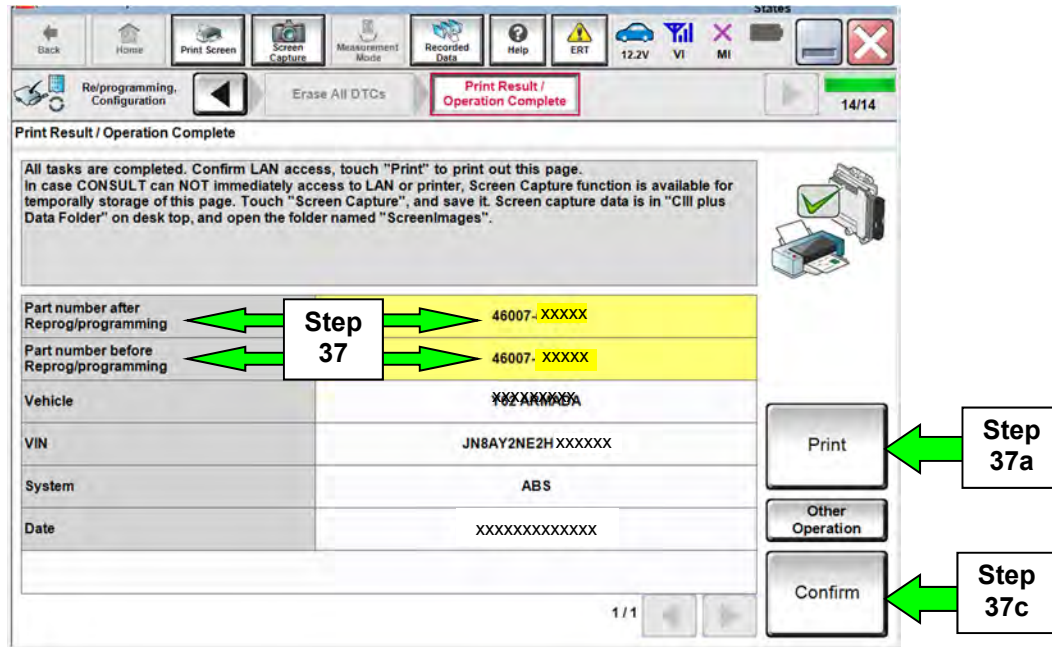 States
Back
Home
Print Screen
Screen
Capture
Measurement
Mode
Recorded
Data
Help
ERT
12.2V
VI
MI
Re/programming,
Configuration
Erase All DTCs
Print Result /
Operation Complete
14/14
Print Result / Operation Complete
All tasks are completed. Confirm LAN access, touch "Print" to print out this page.
In case CONSULT can NOT immediately access to LAN or printer, Screen Capture function is available for
temporally storage of this page. Touch "Screen Capture", and save it. Screen capture data is in "CIII plus
Data Folder" on desk top, and open the folder named "ScreenImages".
Part number after
Reprog/programming
Step
37
46007- XXXXX
Part number before
Reprog/programming
46007- XXXXX
Vehicle
ARMADA
VIN
JN8AY2NE2H XXXXXX
System
ABS
Date
XXXXXXXXXXXXX
Print
Step
37a
Other
Operation
Confirm
Step
37c
1/1